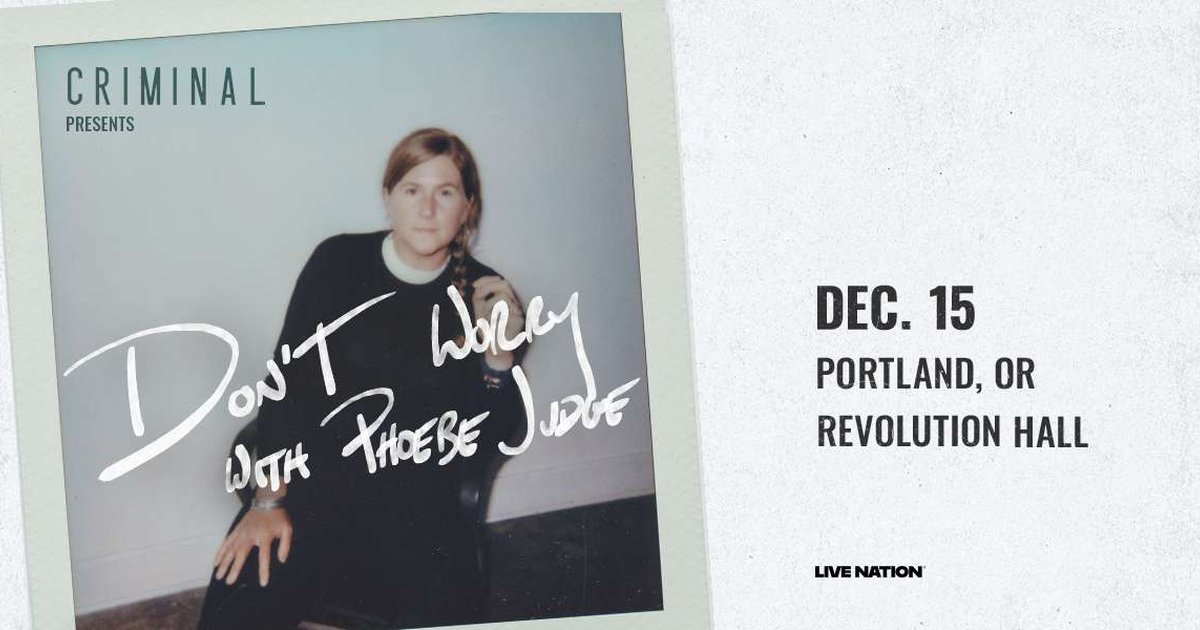 CRIMINAL
PRESENTS
DON'T WORRY
WITH PHOEBE JUDGE
DEC. 15
PORTLAND, OR
REVOLUTION HALL
LIVE NATION